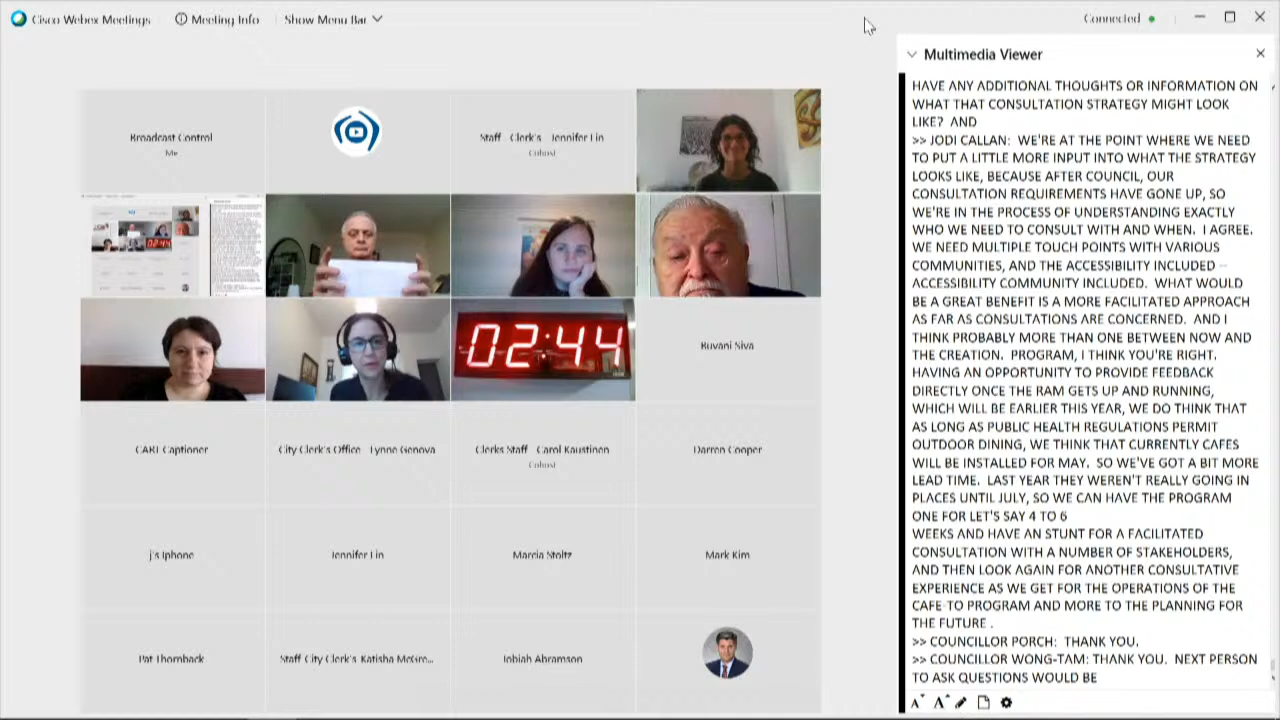 Cisco Webex Meetings
Meeting Info
Show Menu Bar
Connected
Multimedia Viewer
Broadcast Control
Me
Staff - Clerk's - Jennifer Lin
Cohost
02:44
Ruvani Siva
CART Captioner
City Clerk's Office - Lynne Genova
Clerks Staff - Carol Kaustinen
Cohost
Darren Cooper
j's Iphone
Jennifer Lin
Marcia Stoltz
Mark Kim
Pat Thornback
Staff City Clerk's Katisha McGro...
Tobiah Abramson
HAVE ANY ADDITIONAL THOUGHTS OR INFORMATION ON
WHAT THAT CONSULTATION STRATEGY MIGHT LOOK
LIKE?  AND
>> JODI CALLAN:  WE'RE AT THE POINT WHERE WE NEED
TO PUT A LITTLE MORE INPUT INTO WHAT THE STRATEGY
LOOKS LIKE, BECAUSE AFTER COUNCIL, OUR
CONSULTATION REQUIREMENTS HAVE GONE UP, SO
WE'RE IN THE PROCESS OF UNDERSTANDING EXACTLY
WHO WE NEED TO CONSULT WITH AND WHEN.  I AGREE.
WE NEED MULTIPLE TOUCH POINTS WITH VARIOUS
COMMUNITIES, AND THE ACCESSIBILITY INCLUDED --
ACCESSIBILITY COMMUNITY INCLUDED.  WHAT WOULD
BE A GREAT BENEFIT IS A MORE FACILITATED APPROACH
AS FAR AS CONSULTATIONS ARE CONCERNED.  AND I
THINK PROBABLY MORE THAN ONE BETWEEN NOW AND
THE CREATION.  PROGRAM, I THINK YOU'RE RIGHT.
HAVING AN OPPORTUNITY TO PROVIDE FEEDBACK
DIRECTLY ONCE THE RAM GETS UP AND RUNNING,
WHICH WILL BE EARLIER THIS YEAR, WE DO THINK THAT
AS LONG AS PUBLIC HEALTH REGULATIONS PERMIT
OUTDOOR DINING, WE THINK THAT CURRENTLY CAFES
WILL BE INSTALLED FOR MAY.  SO WE'VE GOT A BIT MORE
LEAD TIME.  LAST YEAR THEY WEREN'T REALLY GOING IN
PLACES UNTIL JULY, SO WE CAN HAVE THE PROGRAM
ONE FOR LET'S SAY 4 TO 6
WEEKS AND HAVE AN STUNT FOR A FACILITATED
CONSULTATION WITH A NUMBER OF STAKEHOLDERS,
AND THEN LOOK AGAIN FOR ANOTHER CONSULTATIVE
EXPERIENCE AS WE GET FOR THE OPERATIONS OF THE
CAFE TO PROGRAM AND MORE TO THE PLANNING FOR
THE FUTURE .
>> COUNCILLOR PORCH:  THANK YOU.
>> COUNCILLOR WONG-TAM: THANK YOU.  NEXT PERSON
TO ASK QUESTIONS WOULD BE